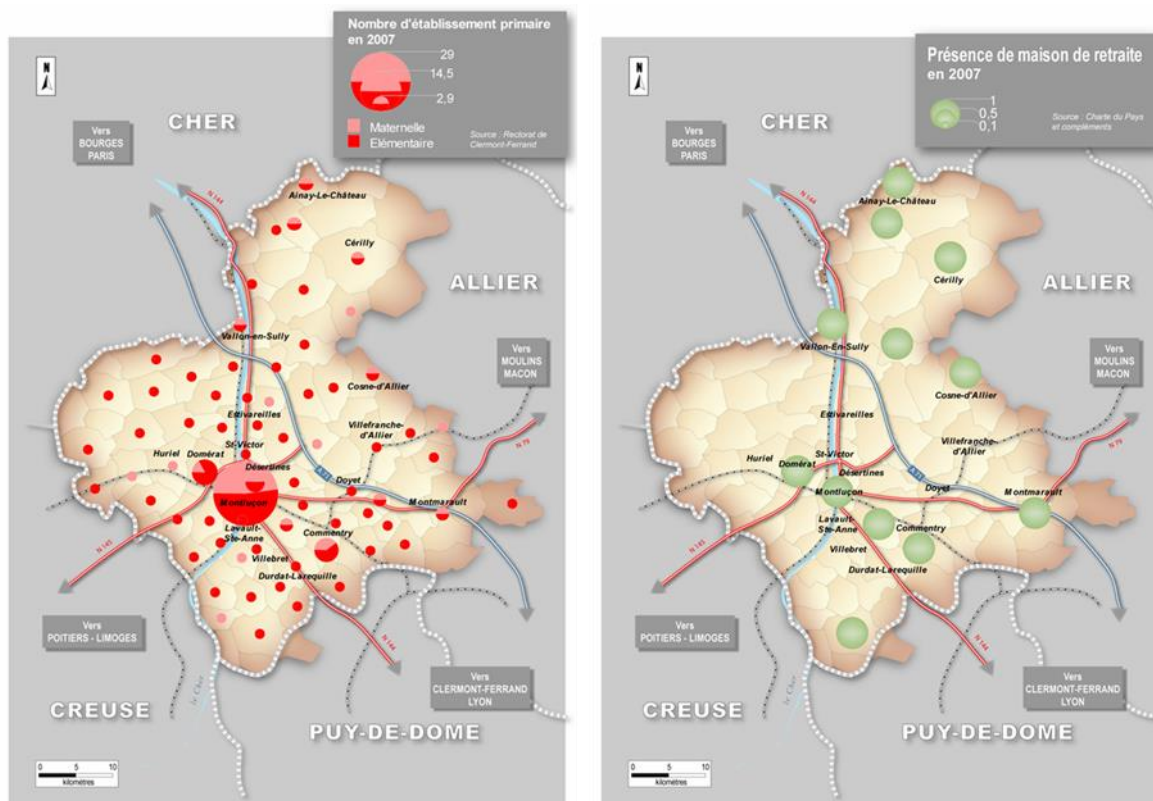 Nombre d'établissement primaire
en 2007
29
14,5
2,9
Maternelle
Elémentaire
Source : Rectorat de
Clermont-Ferrand
N
CHER
Vers
BOURGES
PARIS
N 144
Ainay-Le-Château
Cérilly
ALLIER
Vallon-en-Sully
Vers
MOULINS
MACON
Cosne-d'Allier
Estivareilles
Villefranche-
d'Allier
N 79
St-Victor
Huriel
Domérat
Désertines
A71
Doyet
Montluçon
Montmarault
Lavault-
Ste-Anne
Commentry
N 145
Villebret
Durdat-Larequille
Vers
POITIERS - LIMOGES
N 144
Vers
CLERMONT-FERRAND
LYON
le Cher
CREUSE
PUY-DE-DOME
0 5 10
kilomètres
Présence de maison de retraite
en 2007
1
0,5
0,1
Source : Charte du Pays
et compléments
N
CHER
Vers
BOURGES
PARIS
N 144
Ainay-Le-Château
Cérilly
ALLIER
Vallon-En-Sully
Vers
MOULINS
MACON
Cosne-d'Allier
Estivareilles
Villefranche-
d'Allier
N 79
St-Victor
Huriel
Domérat
Désertines
A71
Doyet
Montluçon
Montmarault
Lavault-
Ste-Anne
Commentry
N 145
Villebret
Durdat-Larequille
Vers
POITIERS - LIMOGES
N 144
Vers
CLERMONT-FERRAND
LYON
le Cher
CREUSE
PUY-DE-DOME
0 5 10
kilomètres